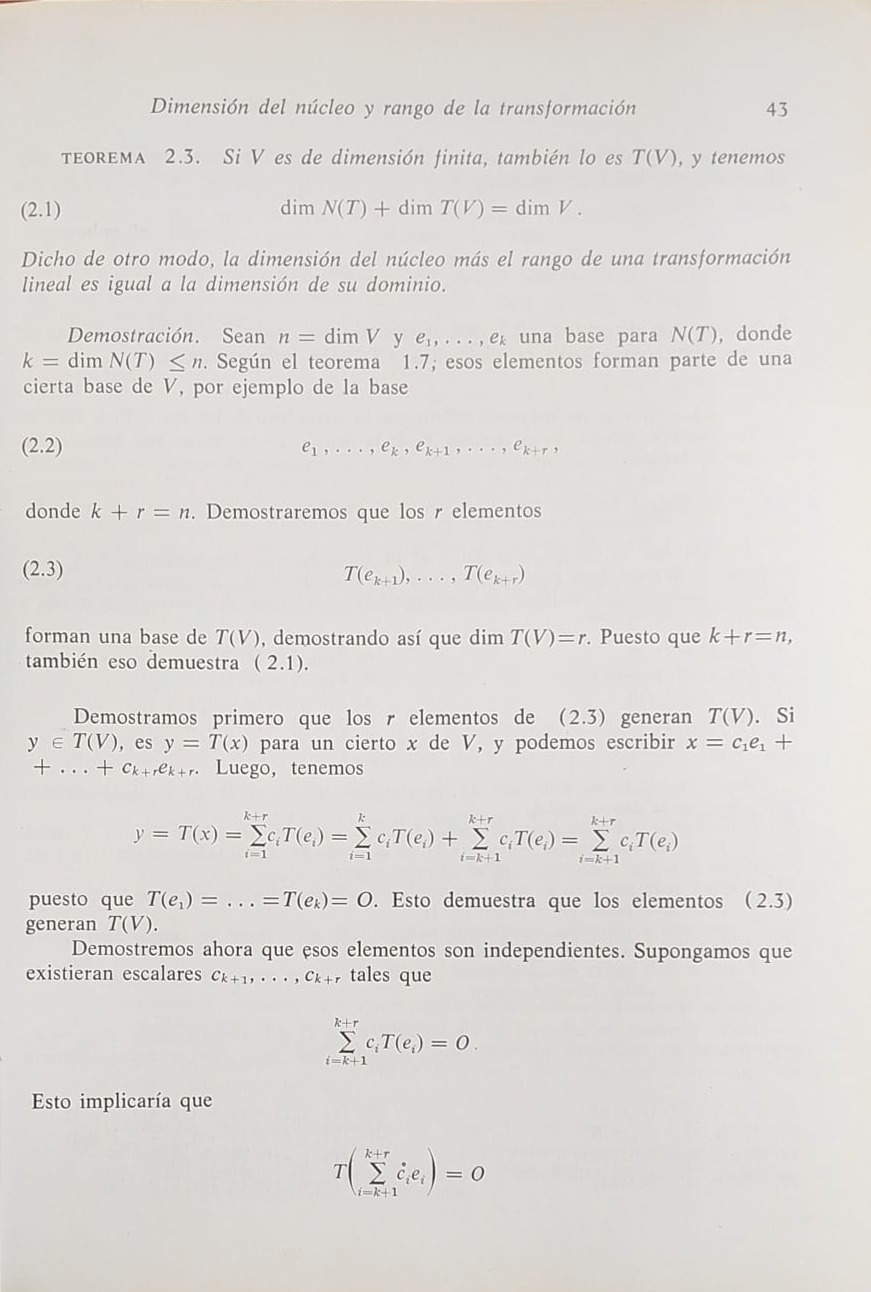 Dimensión del núcleo y rango de la transformación 43
TEOREMA 2.3. Si V es de dimensión finita, también lo es T(V), y tenemos
(2.1) dim N(T) + dim T(V) = dim V.
Dicho de otro modo, la dimensión del núcleo más el rango de una transformación
lineal es igual a la dimensión de su dominio.
Demostración. Sean n = dim V y e₁, . . . , eₖ una base para N(T), donde
k = dim N(T) ≤ n. Según el teorema 1.7, esos elementos forman parte de una
cierta base de V, por ejemplo de la base
(2.2) e₁ , . . . , eₖ , eₖ₊₁ , . . . , eₖ₊ᵣ ,
donde k + r = n. Demostraremos que los r elementos
(2.3) T(eₖ₊₁), . . . , T(eₖ₊ᵣ)
forman una base de T(V), demostrando así que dim T(V)=r. Puesto que k+r=n,
también eso demuestra ( 2.1).
Demostramos primero que los r elementos de (2.3) generan T(V). Si
y ∈ T(V), es y = T(x) para un cierto x de V, y podemos escribir x = c₁e₁ +
+ . . . + cₖ₊ᵣeₖ₊ᵣ. Luego, tenemos
y = T(x) = ∑_{i=1}^{k+r} cᵢT(eᵢ) = ∑_{i=1}^{k} cᵢT(eᵢ) + ∑_{i=k+1}^{k+r} cᵢT(eᵢ) = ∑_{i=k+1}^{k+r} cᵢT(eᵢ)
puesto que T(e₁) = . . . =T(eₖ)= O. Esto demuestra que los elementos (2.3)
generan T(V).
Demostremos ahora que esos elementos son independientes. Supongamos que
existieran escalares cₖ₊₁, . . . , cₖ₊ᵣ tales que
∑_{i=k+1}^{k+r} cᵢT(eᵢ) = O.
Esto implicaría que
T(∑_{i=k+1}^{k+r} cᵢeᵢ) = O